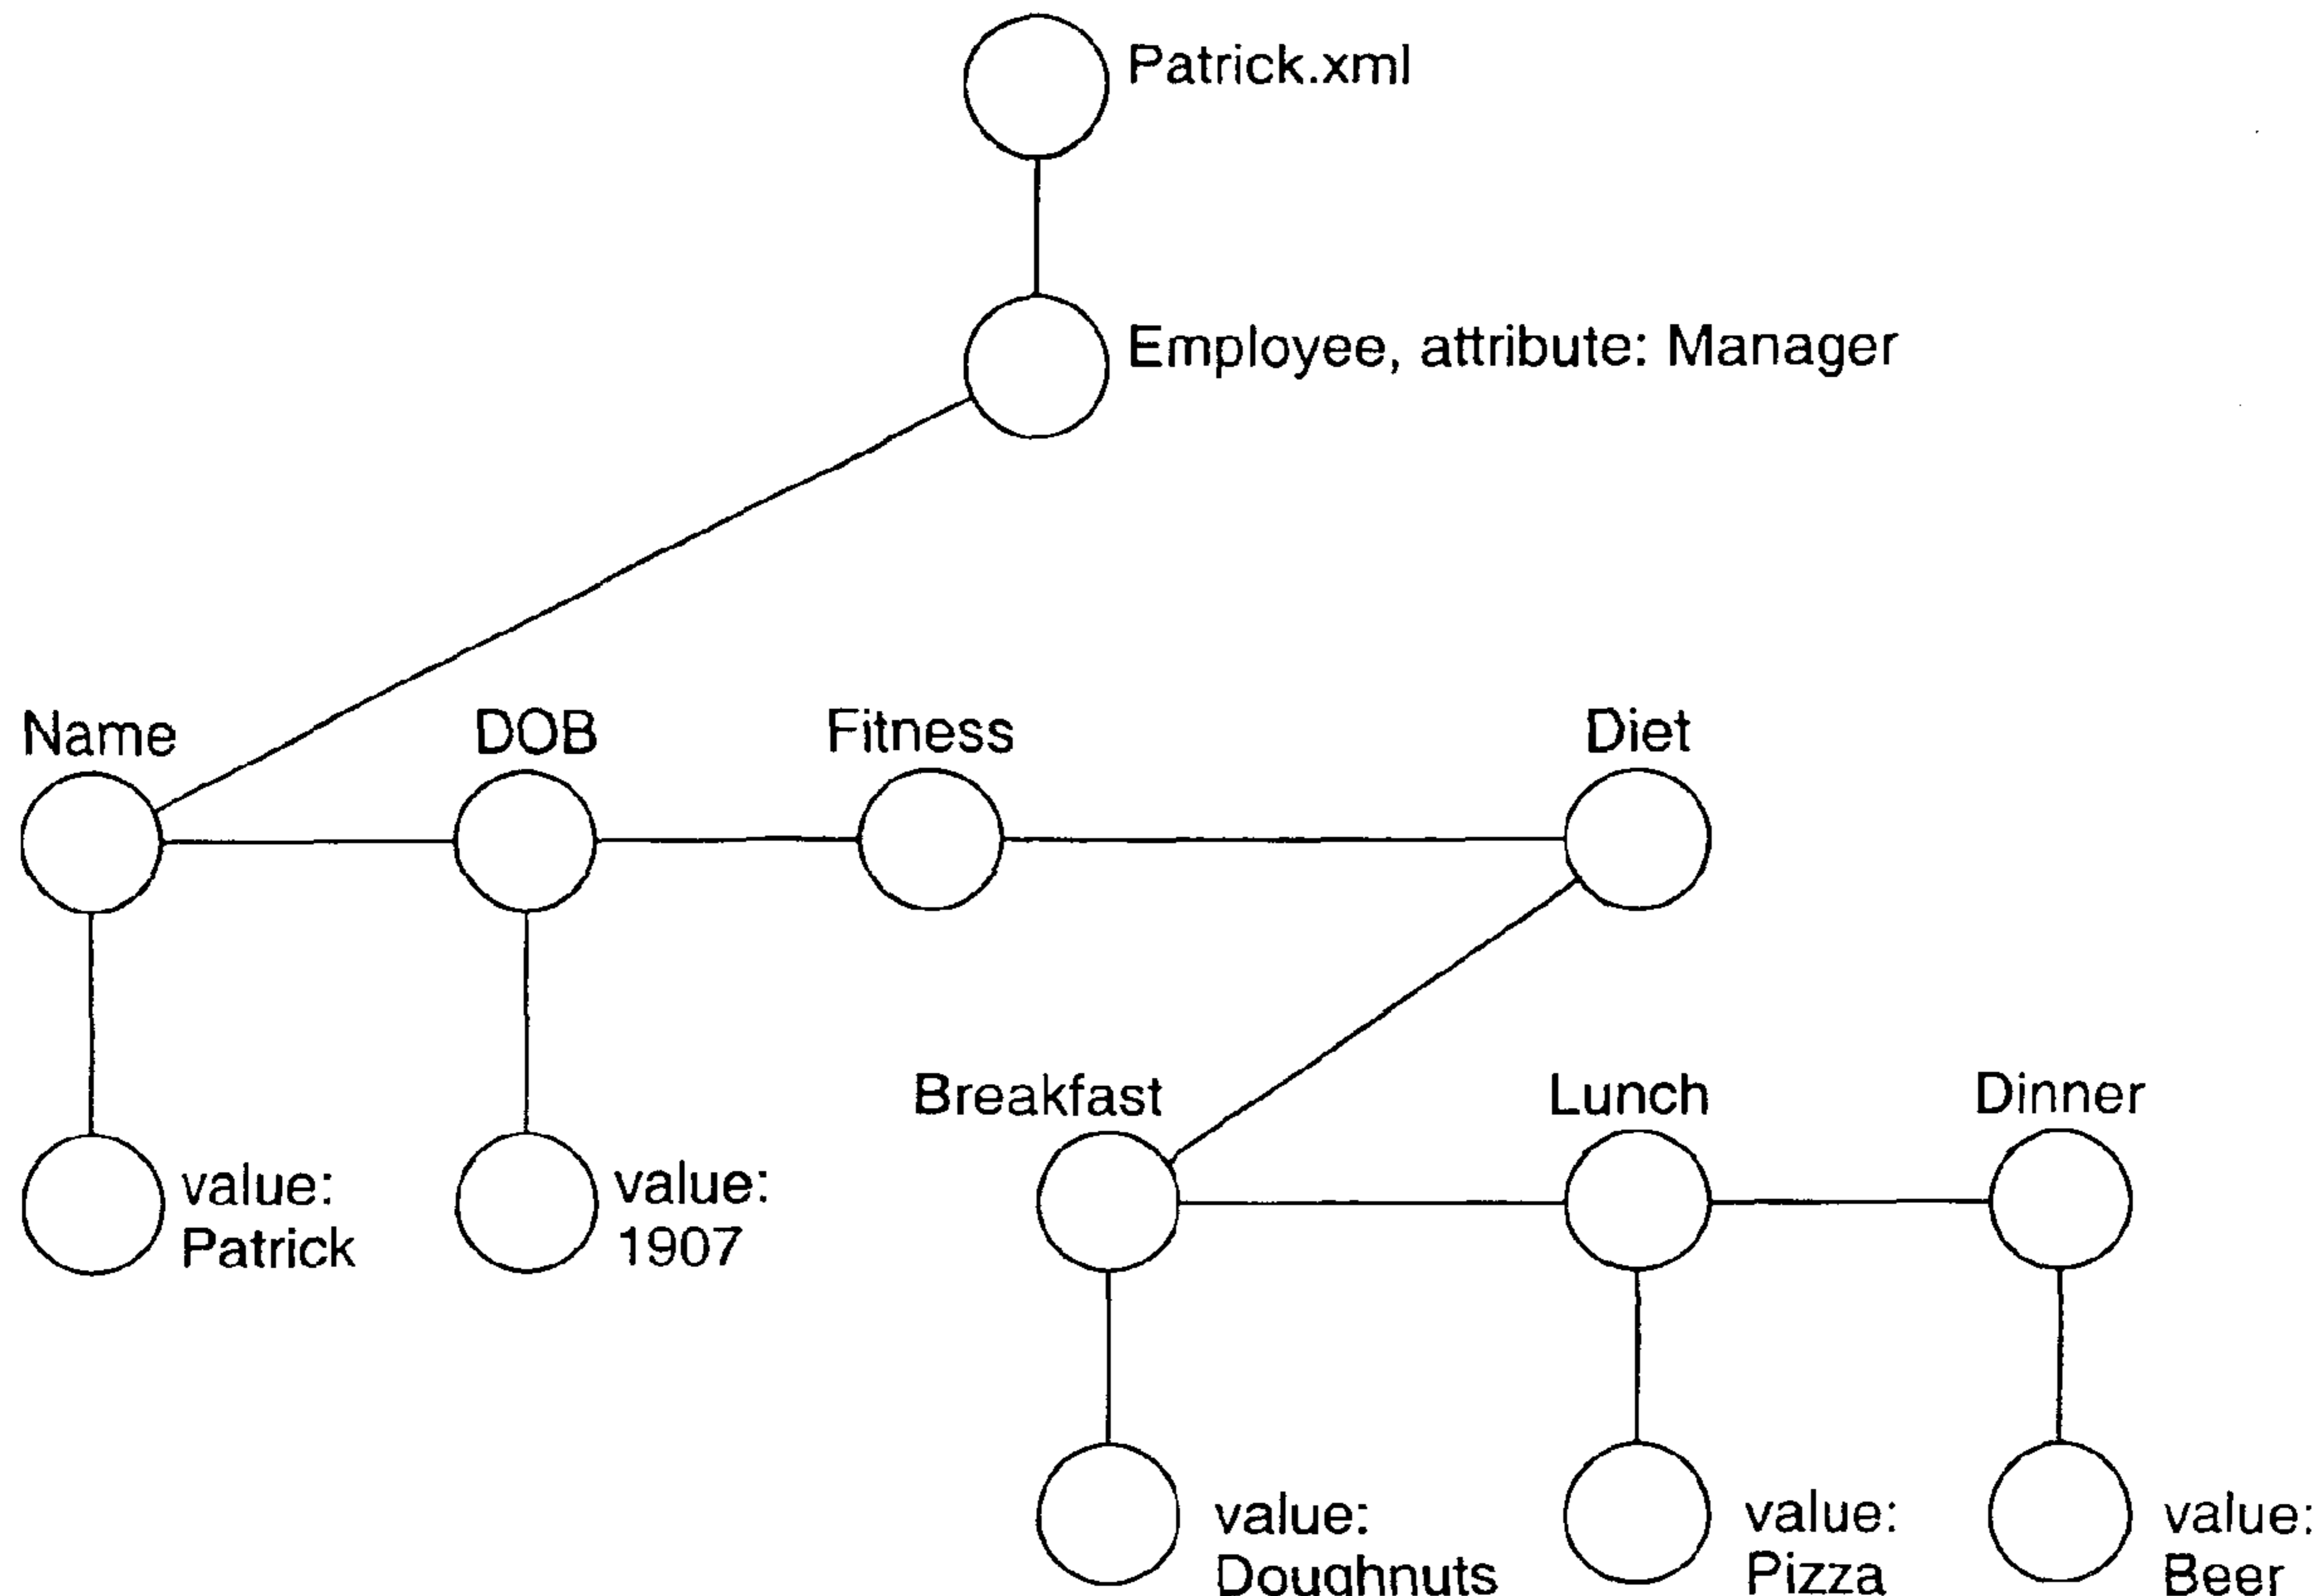 Patrick.xml
Employee, attribute: Manager
Name
DOB
Fitness
Diet
value:
Patrick
value:
1907
Breakfast
Lunch
Dinner
value:
Doughnuts
value:
Pizza
value:
Beer